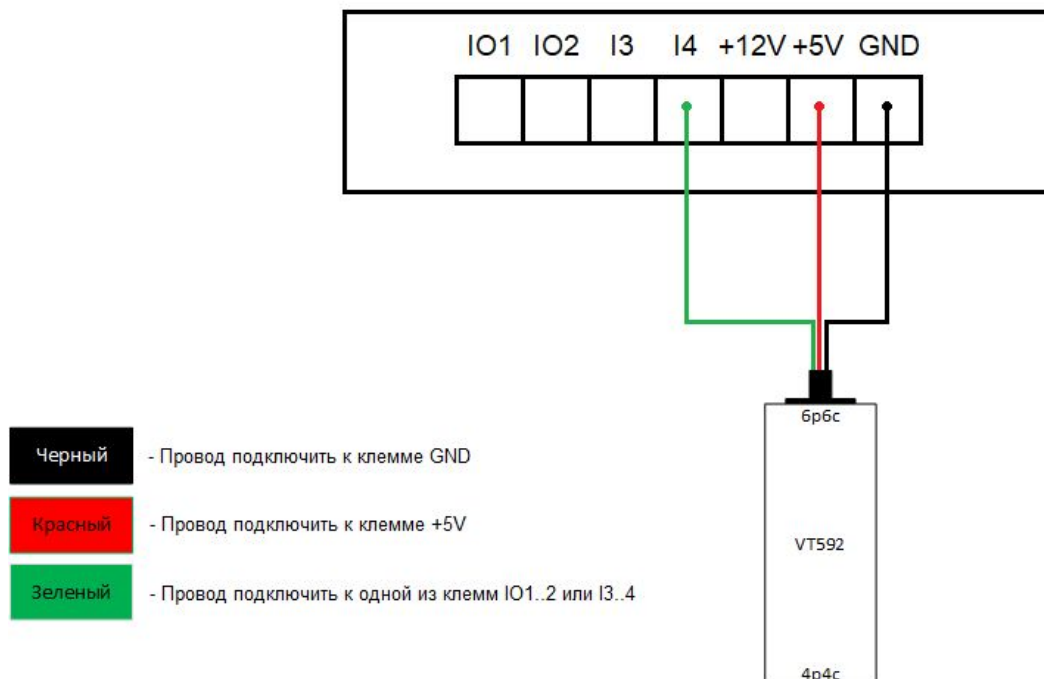 IO1 IO2 I3 I4 +12V +5V GND
6p6c
Черный - Провод подключить к клемме GND
Красный - Провод подключить к клемме +5V
VT592
Зеленый - Провод подключить к одной из клемм IO1..2 или I3..4
4p4c